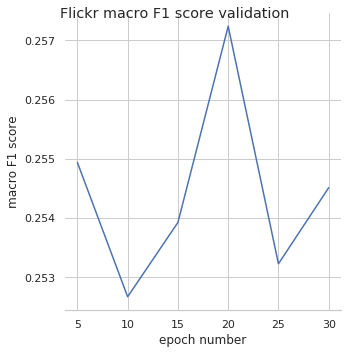 Flickr macro F1 score validation
0.257
0.256
0.255
0.254
0.253
macro F1 score
5 10 15 20 25 30
epoch number